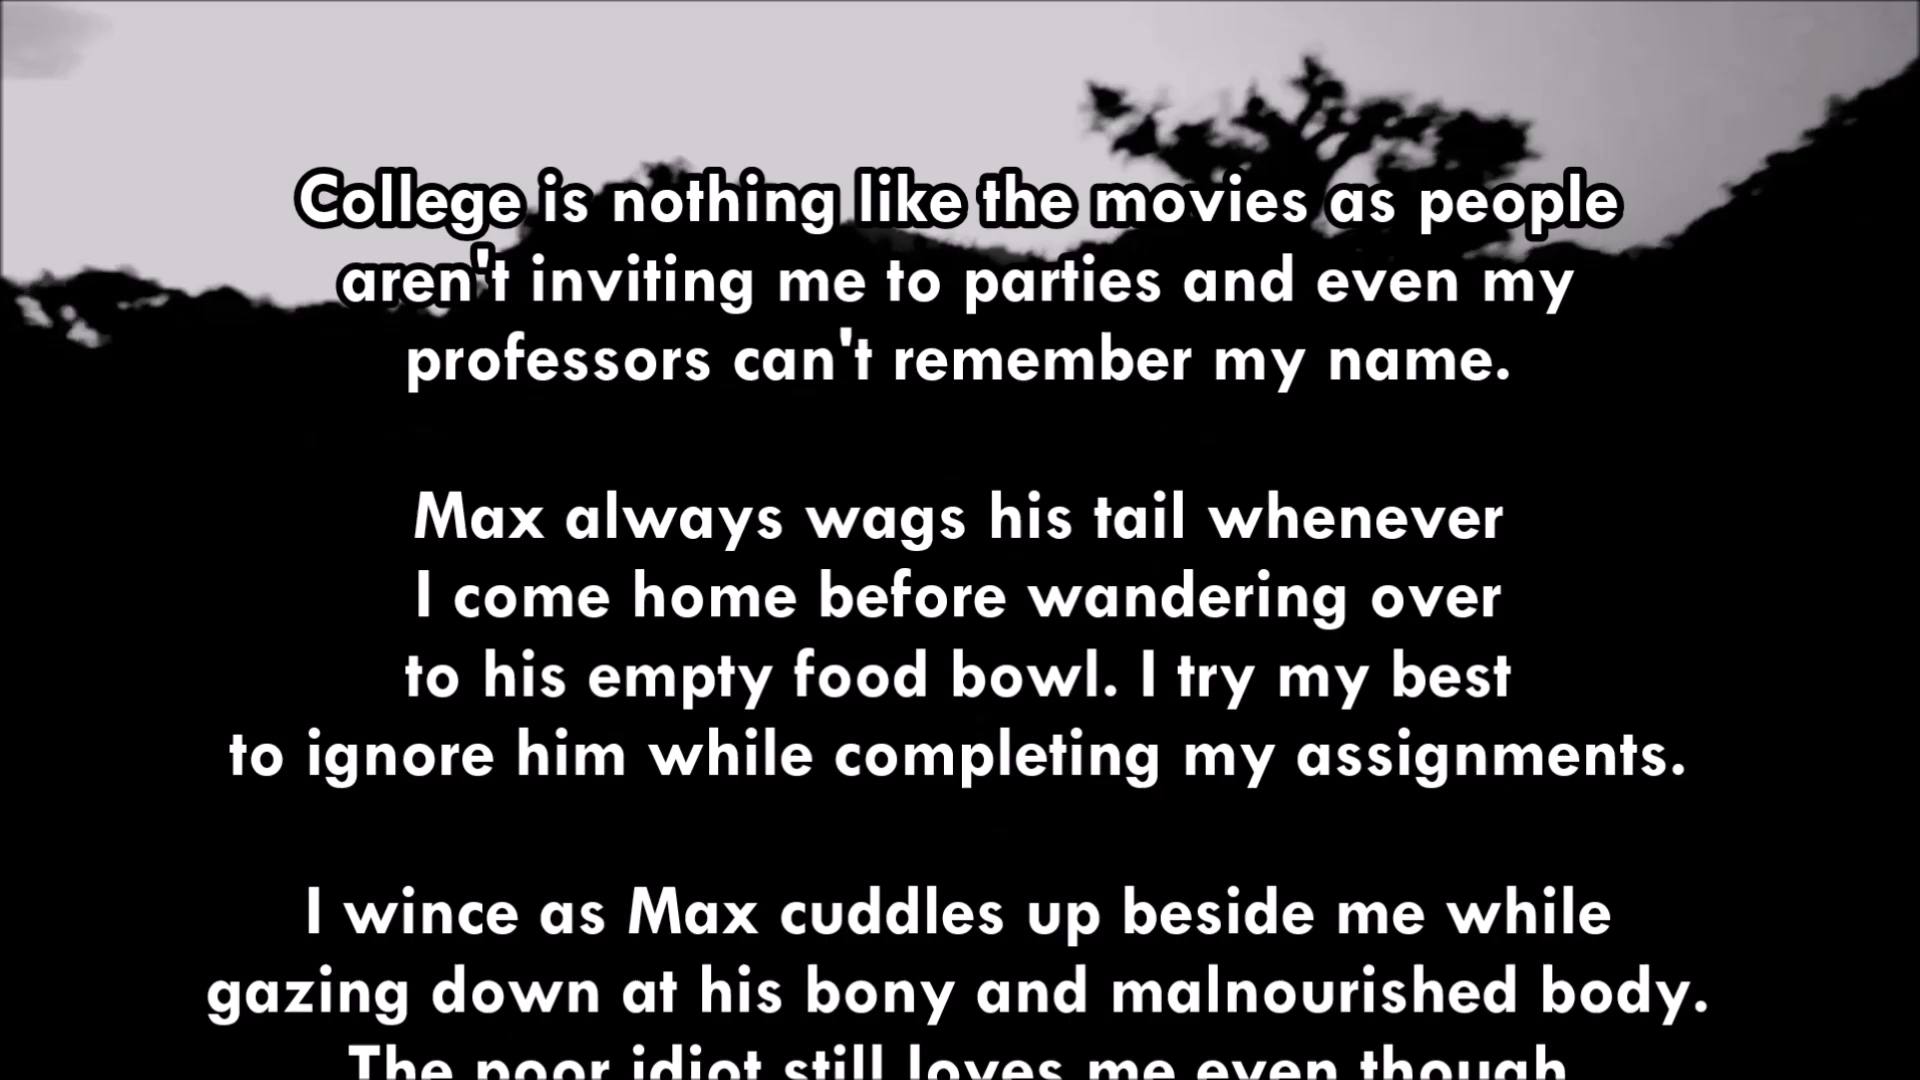 College is nothing like the movies as people
aren't inviting me to parties and even my
professors can't remember my name.
Max always wags his tail whenever
I come home before wandering over
to his empty food bowl. I try my best
to ignore him while completing my assignments.
I wince as Max cuddles up beside me while
gazing down at his bony and malnourished body.
The poor idiot still loves me even though